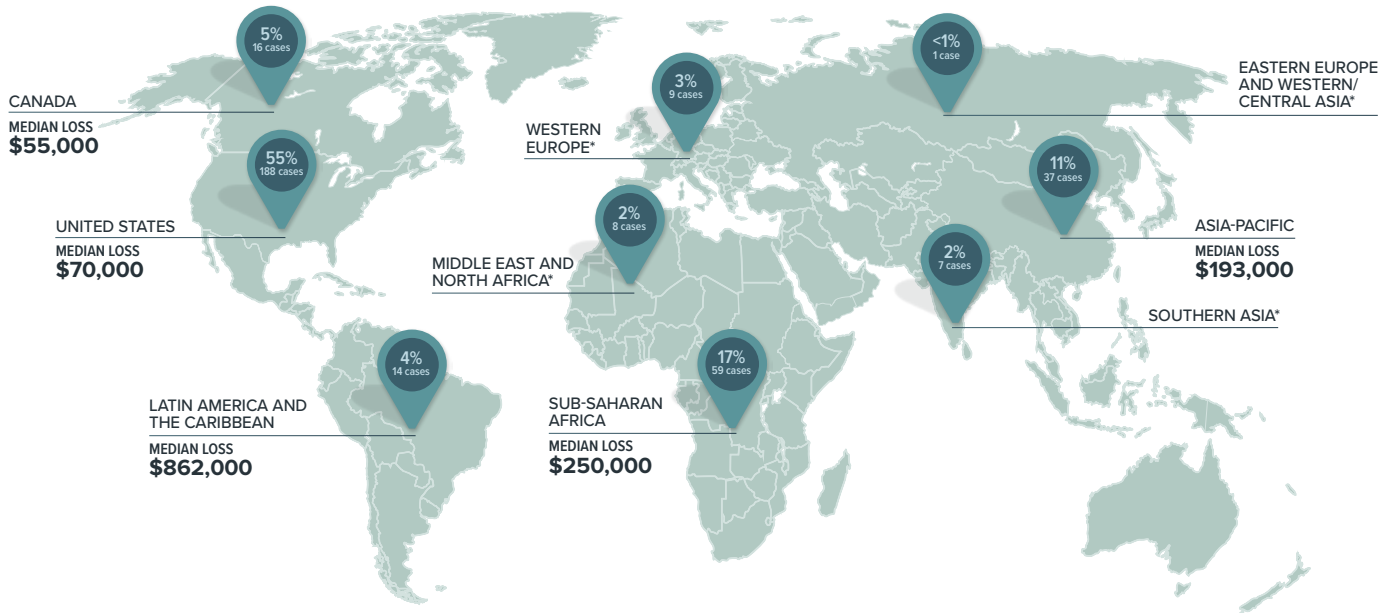 5%
16 cases
CANADA
MEDIAN LOSS
$55,000
55%
188 cases
UNITED STATES
MEDIAN LOSS
$70,000
4%
14 cases
LATIN AMERICA AND
THE CARIBBEAN
MEDIAN LOSS
$862,000
3%
9 cases
WESTERN
EUROPE*
2%
8 cases
MIDDLE EAST AND
NORTH AFRICA*
17%
59 cases
SUB-SAHARAN
AFRICA
MEDIAN LOSS
$250,000
<1%
1 case
EASTERN EUROPE
AND WESTERN/
CENTRAL ASIA*
11%
37 cases
ASIA-PACIFIC
MEDIAN LOSS
$193,000
2%
7 cases
SOUTHERN ASIA*